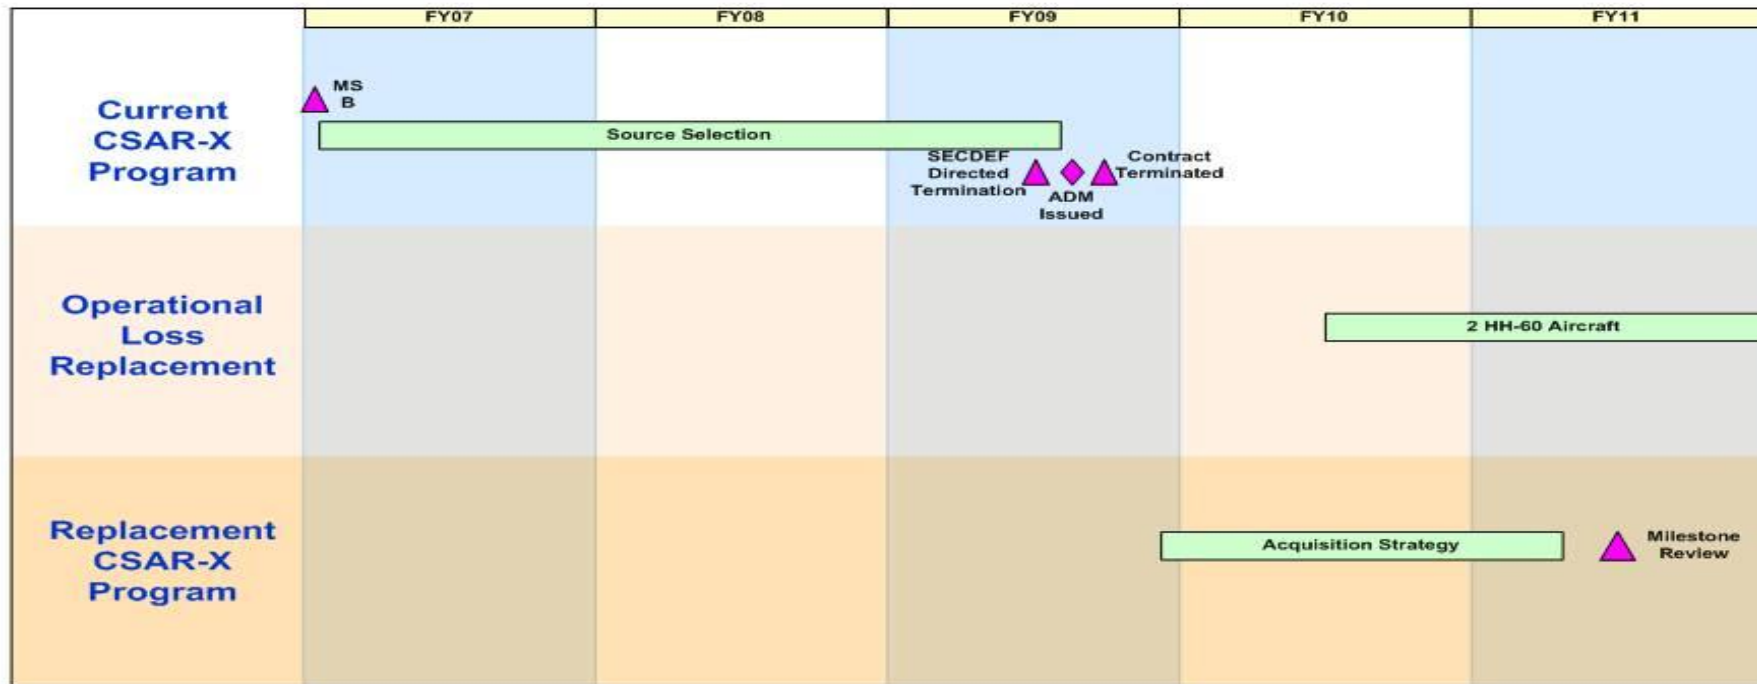 FY07
FY08
FY09
FY10
FY11
Current
CSAR-X
Program
MS
B
Source Selection
SECDEF
Directed
Termination
ADM
Issued
Contract
Terminated
Operational
Loss
Replacement
2 HH-60 Aircraft
Replacement
CSAR-X
Program
Acquisition Strategy
Milestone
Review